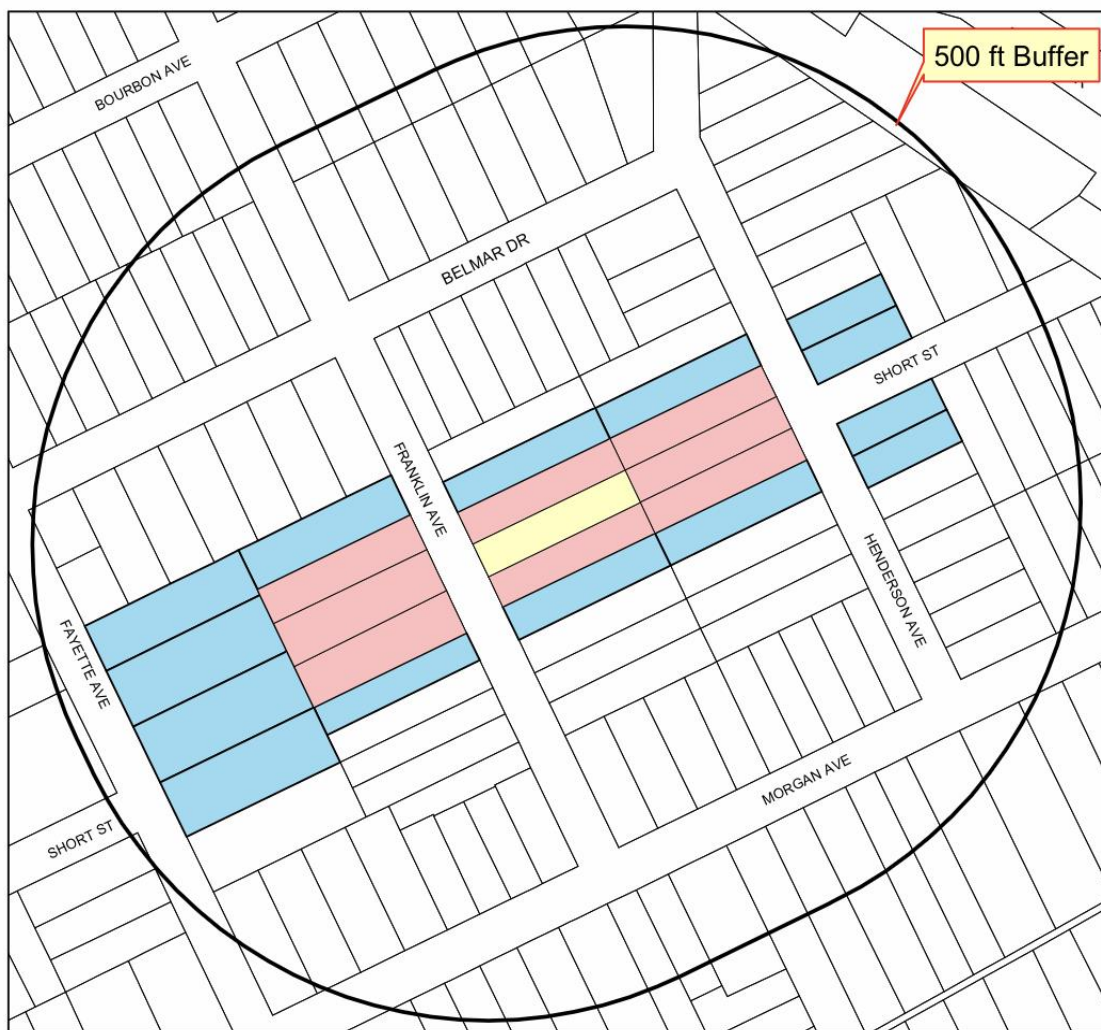 BOURBON AVE
500 ft Buffer
BELMAR DR
SHORT ST
FRANKLIN AVE
HENDERSON AVE
FAYETTE AVE
MORGAN AVE
SHORT ST